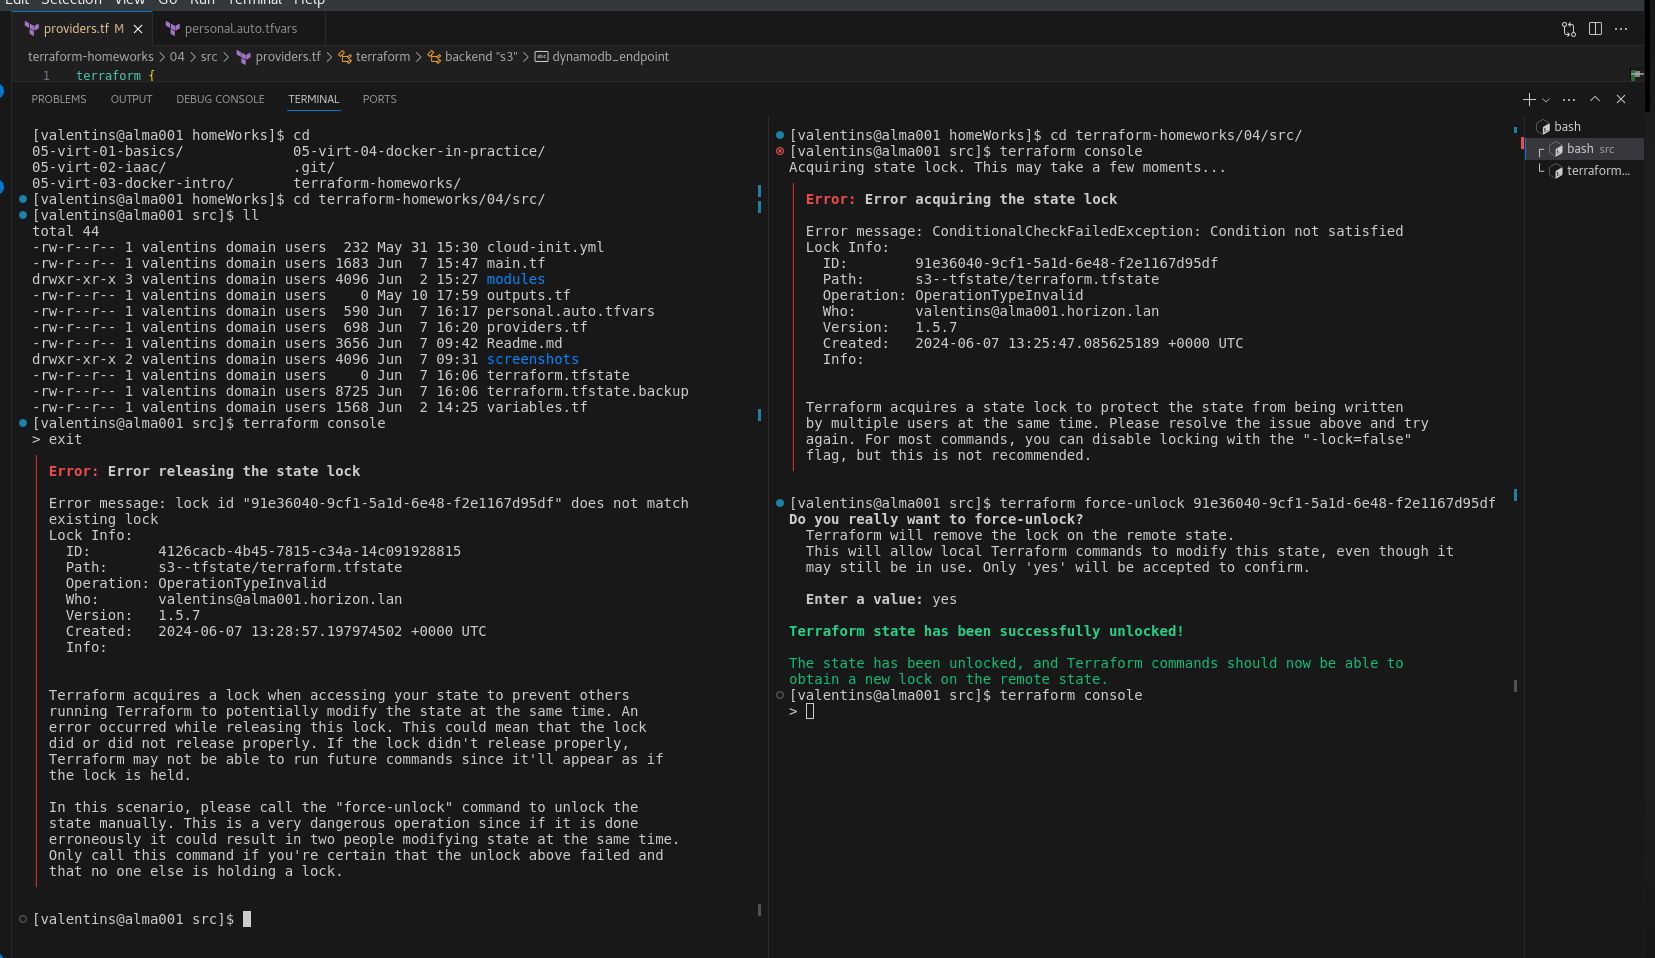 Edit Selection View Go Run Terminal Help
providers.tf M
personal.auto.tfvars
terraform-homeworks > 04 > src > providers.tf > terraform > backend "s3" > dynamodb_endpoint
1 terraform {
PROBLEMS OUTPUT DEBUG CONSOLE TERMINAL PORTS
[valentins@alma001 homeWorks]$ cd
05-virt-01-basics/ 05-virt-04-docker-in-practice/
05-virt-02-iaac/ .git/
05-virt-03-docker-intro/ terraform-homeworks/
[valentins@alma001 homeWorks]$ cd terraform-homeworks/04/src/
[valentins@alma001 src]$ ll
total 44
-rw-r--r-- 1 valentins domain users 232 May 31 15:30 cloud-init.yml
-rw-r--r-- 1 valentins domain users 1683 Jun 7 15:47 main.tf
drwxr-xr-x 3 valentins domain users 4096 Jun 2 15:27 modules
-rw-r--r-- 1 valentins domain users 0 May 10 17:59 outputs.tf
-rw-r--r-- 1 valentins domain users 590 Jun 7 16:17 personal.auto.tfvars
-rw-r--r-- 1 valentins domain users 698 Jun 7 16:20 providers.tf
-rw-r--r-- 1 valentins domain users 3656 Jun 7 09:42 Readme.md
drwxr-xr-x 2 valentins domain users 4096 Jun 7 09:31 screenshots
-rw-r--r-- 1 valentins domain users 0 Jun 7 16:06 terraform.tfstate
-rw-r--r-- 1 valentins domain users 8725 Jun 7 16:06 terraform.tfstate.backup
-rw-r--r-- 1 valentins domain users 1568 Jun 2 14:25 variables.tf
[valentins@alma001 src]$ terraform console
> exit
Error: Error releasing the state lock
Error message: lock id "91e36040-9cf1-5a1d-6e48-f2e1167d95df" does not match
existing lock
Lock Info:
ID: 4126cacb-4b45-7815-c34a-14c091928815
Path: s3--tfstate/terraform.tfstate
Operation: OperationTypeInvalid
Who: valentins@alma001.horizon.lan
Version: 1.5.7
Created: 2024-06-07 13:28:57.197974502 +0000 UTC
Info:
Terraform acquires a lock when accessing your state to prevent others
running Terraform to potentially modify the state at the same time. An
error occurred while releasing this lock. This could mean that the lock
did or did not release properly. If the lock didn't release properly,
Terraform may not be able to run future commands since it'll appear as if
the lock is held.
In this scenario, please call the "force-unlock" command to unlock the
state manually. This is a very dangerous operation since if it is done
erroneously it could result in two people modifying state at the same time.
Only call this command if you're certain that the unlock above failed and
that no one else is holding a lock.
[valentins@alma001 src]$
[valentins@alma001 homeWorks]$ cd terraform-homeworks/04/src/
[valentins@alma001 src]$ terraform console
Acquiring state lock. This may take a few moments...
Error: Error acquiring the state lock
Error message: ConditionalCheckFailedException: Condition not satisfied
Lock Info:
ID: 91e36040-9cf1-5a1d-6e48-f2e1167d95df
Path: s3--tfstate/terraform.tfstate
Operation: OperationTypeInvalid
Who: valentins@alma001.horizon.lan
Version: 1.5.7
Created: 2024-06-07 13:25:47.085625189 +0000 UTC
Info:
Terraform acquires a state lock to protect the state from being written
by multiple users at the same time. Please resolve the issue above and try
again. For most commands, you can disable locking with the "-lock=false"
flag, but this is not recommended.
[valentins@alma001 src]$ terraform force-unlock 91e36040-9cf1-5a1d-6e48-f2e1167d95df
Do you really want to force-unlock?
Terraform will remove the lock on the remote state.
This will allow local Terraform commands to modify this state, even though it
may still be in use. Only 'yes' will be accepted to confirm.
Enter a value: yes
Terraform state has been successfully unlocked!
The state has been unlocked, and Terraform commands should now be able to
obtain a new lock on the remote state.
[valentins@alma001 src]$ terraform console
>
bash
bash src
terraform...